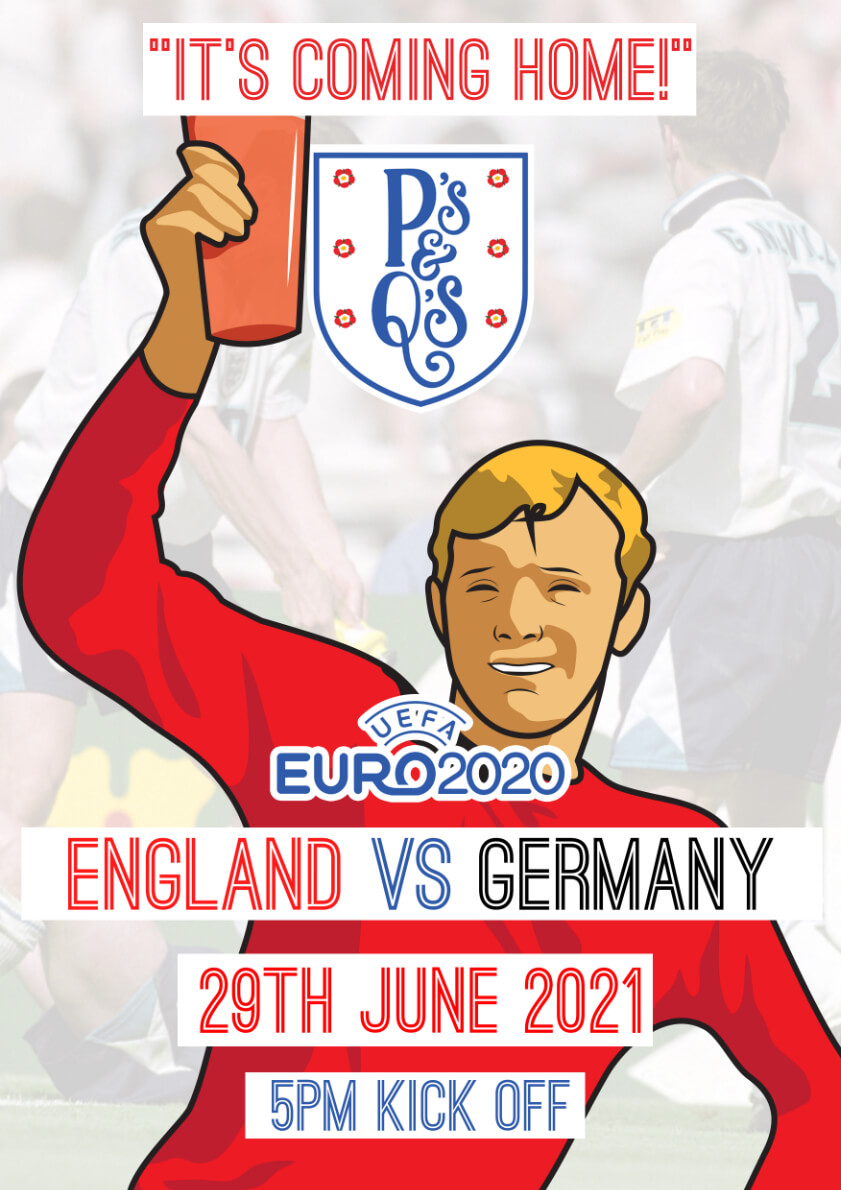 "IT'S COMING HOME!"
P'S
&
Q'S
UEFA
EURO2020
ENGLAND VS GERMANY
29TH JUNE 2021
5PM KICK OFF